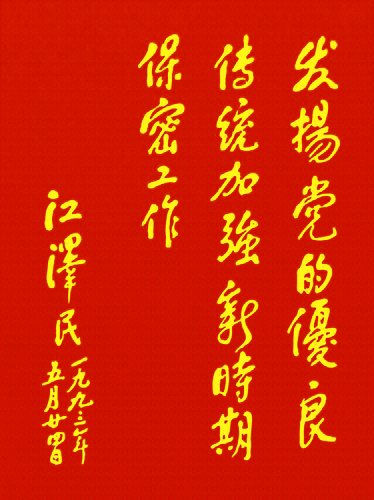 发揚党的優良
传统加強新時期
保密工作
江澤民
一九九三年
五月廿四日